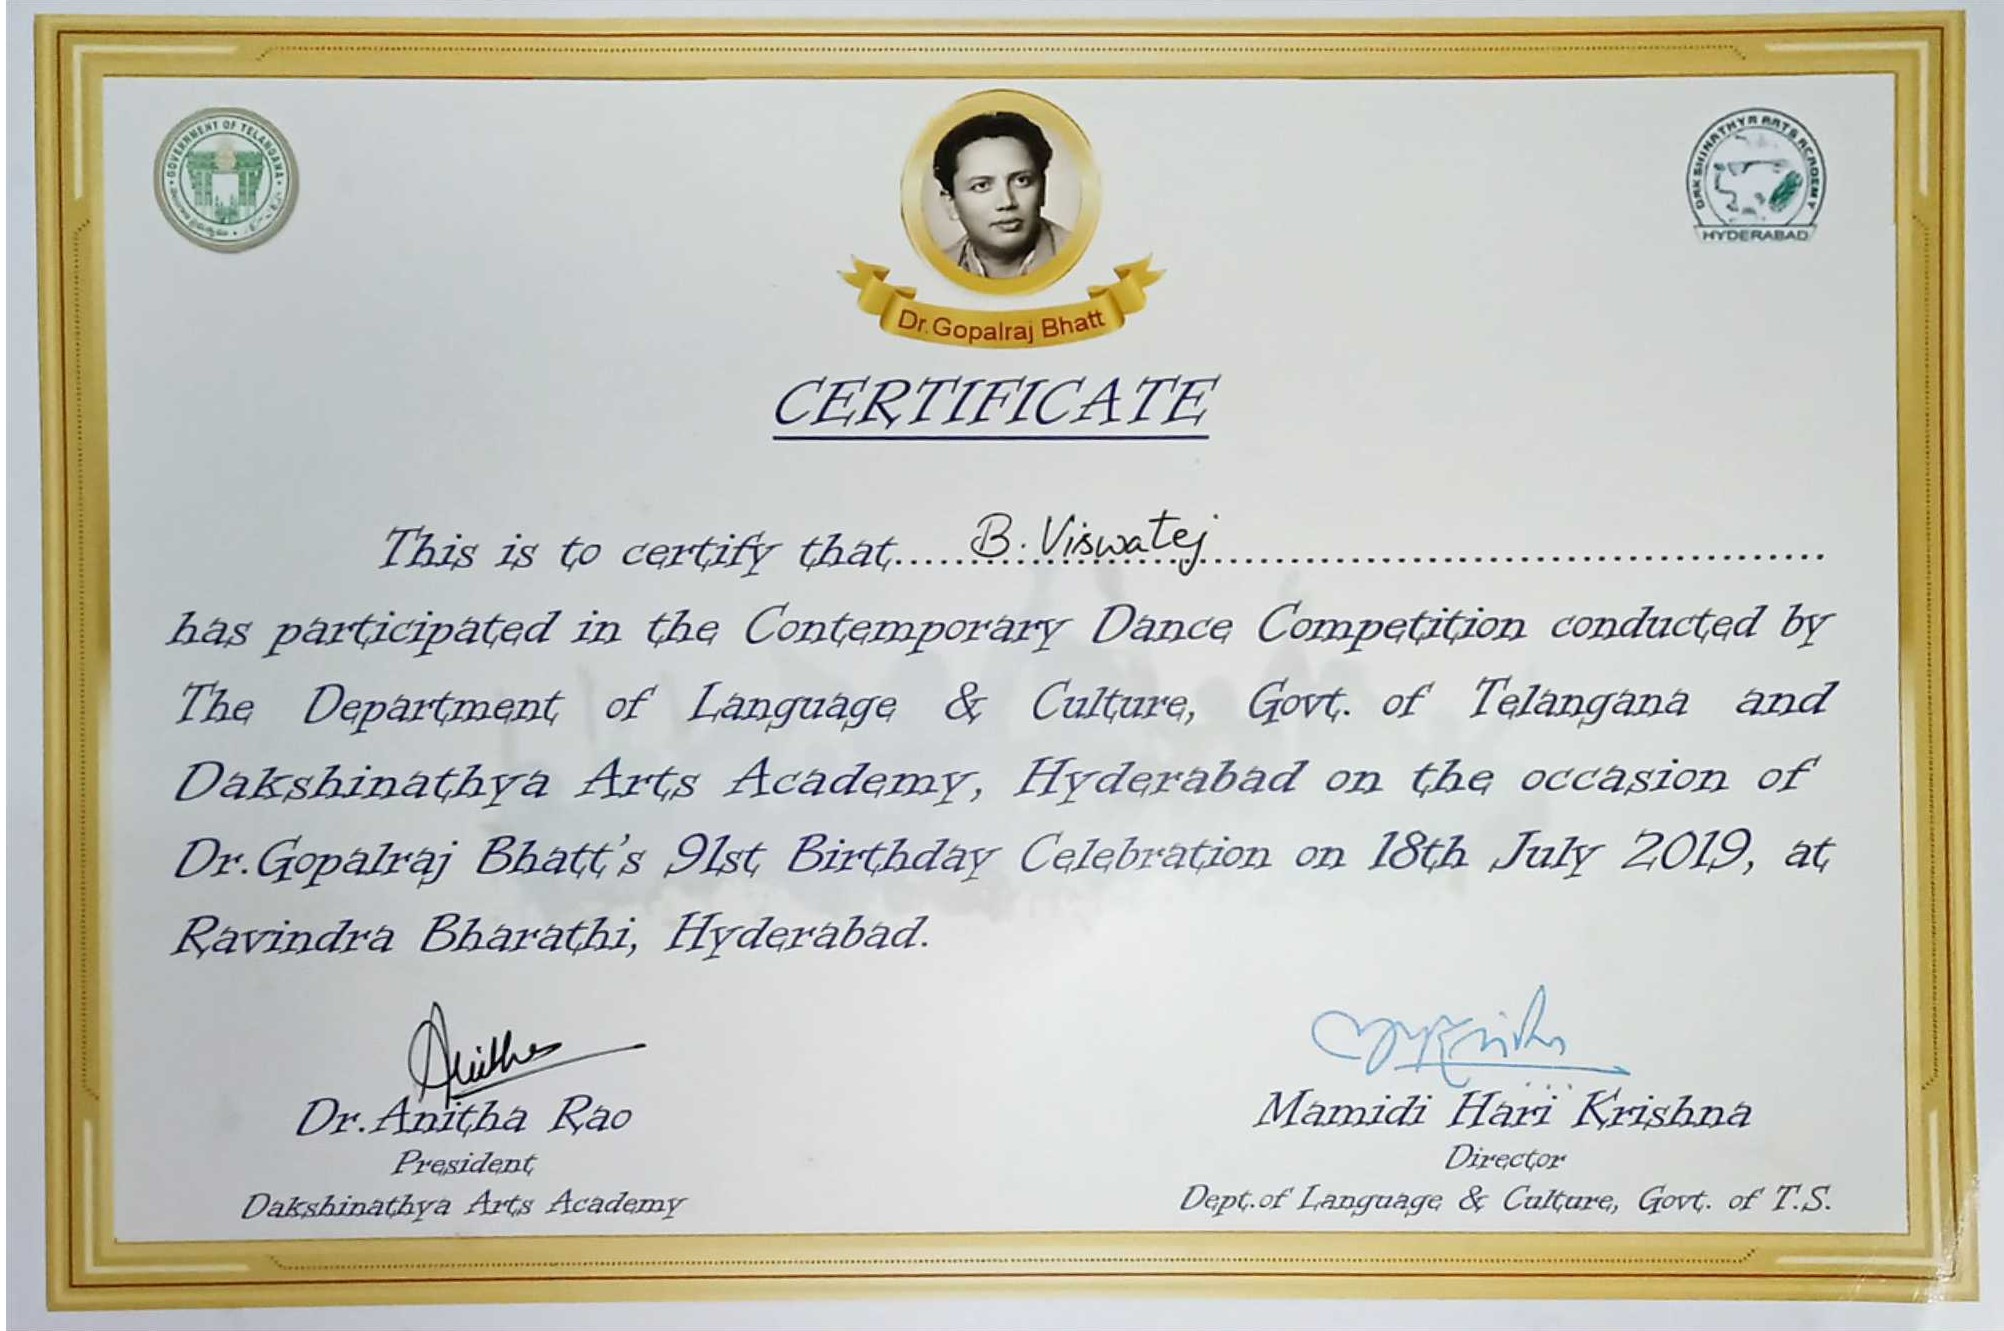 GOVERNMENT OF TELANGANA
DAKSHINATHYA ARTS ACADEMY
HYDERABAD
Dr.Gopalraj Bhatt
CERTIFICATE
This is to certify that.....B. Viswatej.....
has participated in the Contemporary Dance Competition conducted by
The Department of Language & Culture, Govt. of Telangana and
Dakshinathya Arts Academy, Hyderabad on the occasion of
Dr.Gopalraj Bhatt's 91st Birthday Celebration on 18th July 2019, at
Ravindra Bharathi, Hyderabad.
Anitha
Dr.Anitha Rao
President
Dakshinathya Arts Academy
Mamidi Hari Krishna
Director
Dept.of Language & Culture, Govt. of T.S.